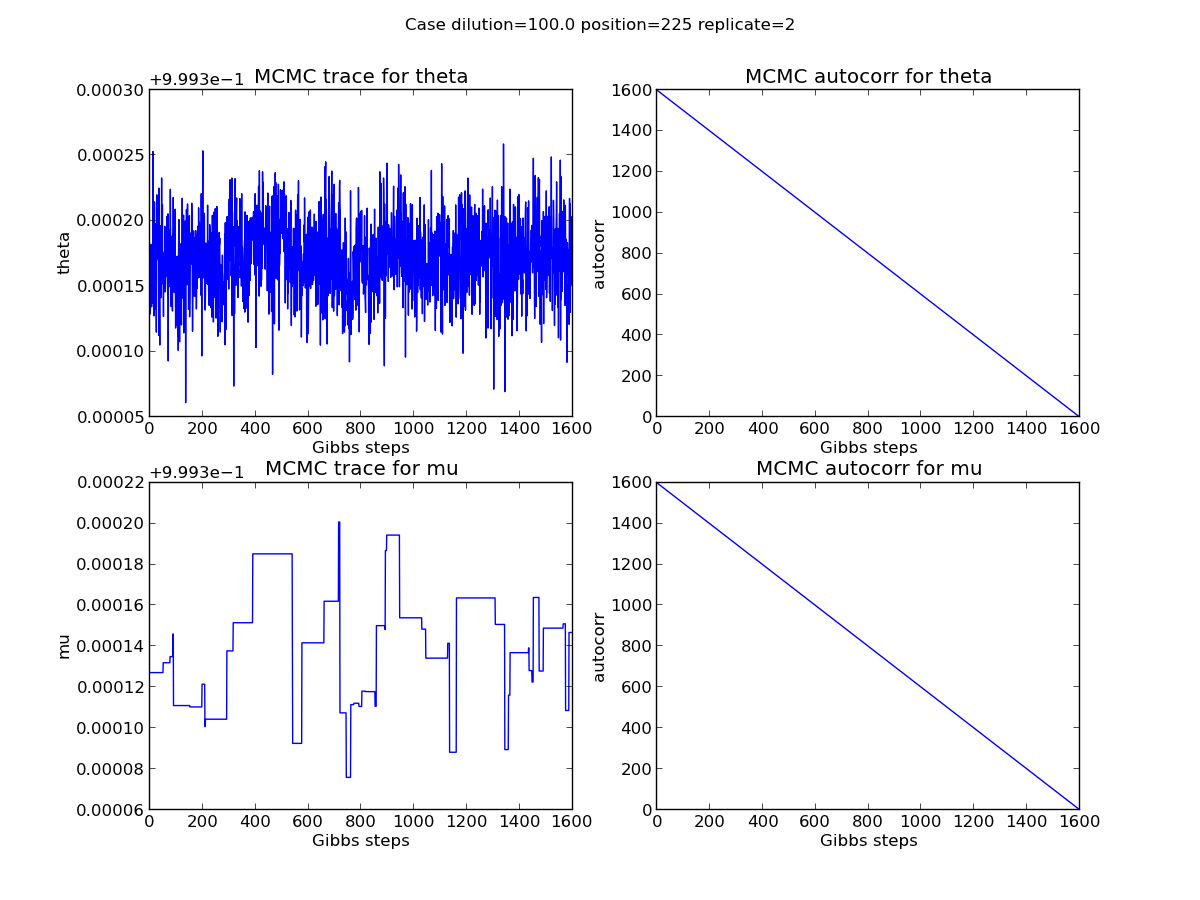 Case dilution=100.0 position=225 replicate=2
+9.993e−1 MCMC trace for theta
0.00030
0.00025
0.00020
0.00015
0.00010
0.00005
theta
0 200 400 600 800 1000 1200 1400 1600
Gibbs steps
MCMC autocorr for theta
1600
1400
1200
1000
800
600
400
200
0
autocorr
0 200 400 600 800 1000 1200 1400 1600
Gibbs steps
+9.993e−1 MCMC trace for mu
0.00022
0.00020
0.00018
0.00016
0.00014
0.00012
0.00010
0.00008
0.00006
mu
0 200 400 600 800 1000 1200 1400 1600
Gibbs steps
MCMC autocorr for mu
1600
1400
1200
1000
800
600
400
200
0
autocorr
0 200 400 600 800 1000 1200 1400 1600
Gibbs steps